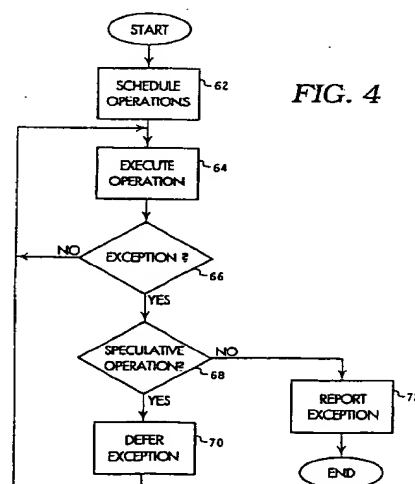 START
SCHEDULE
OPERATIONS
62
FIG. 4
EXECUTE
OPERATION
64
NO
EXCEPTION ?
66
YES
SPECULATIVE
OPERATION?
68
NO
YES
REPORT
EXCEPTION
DEFER
EXCEPTION
70
END